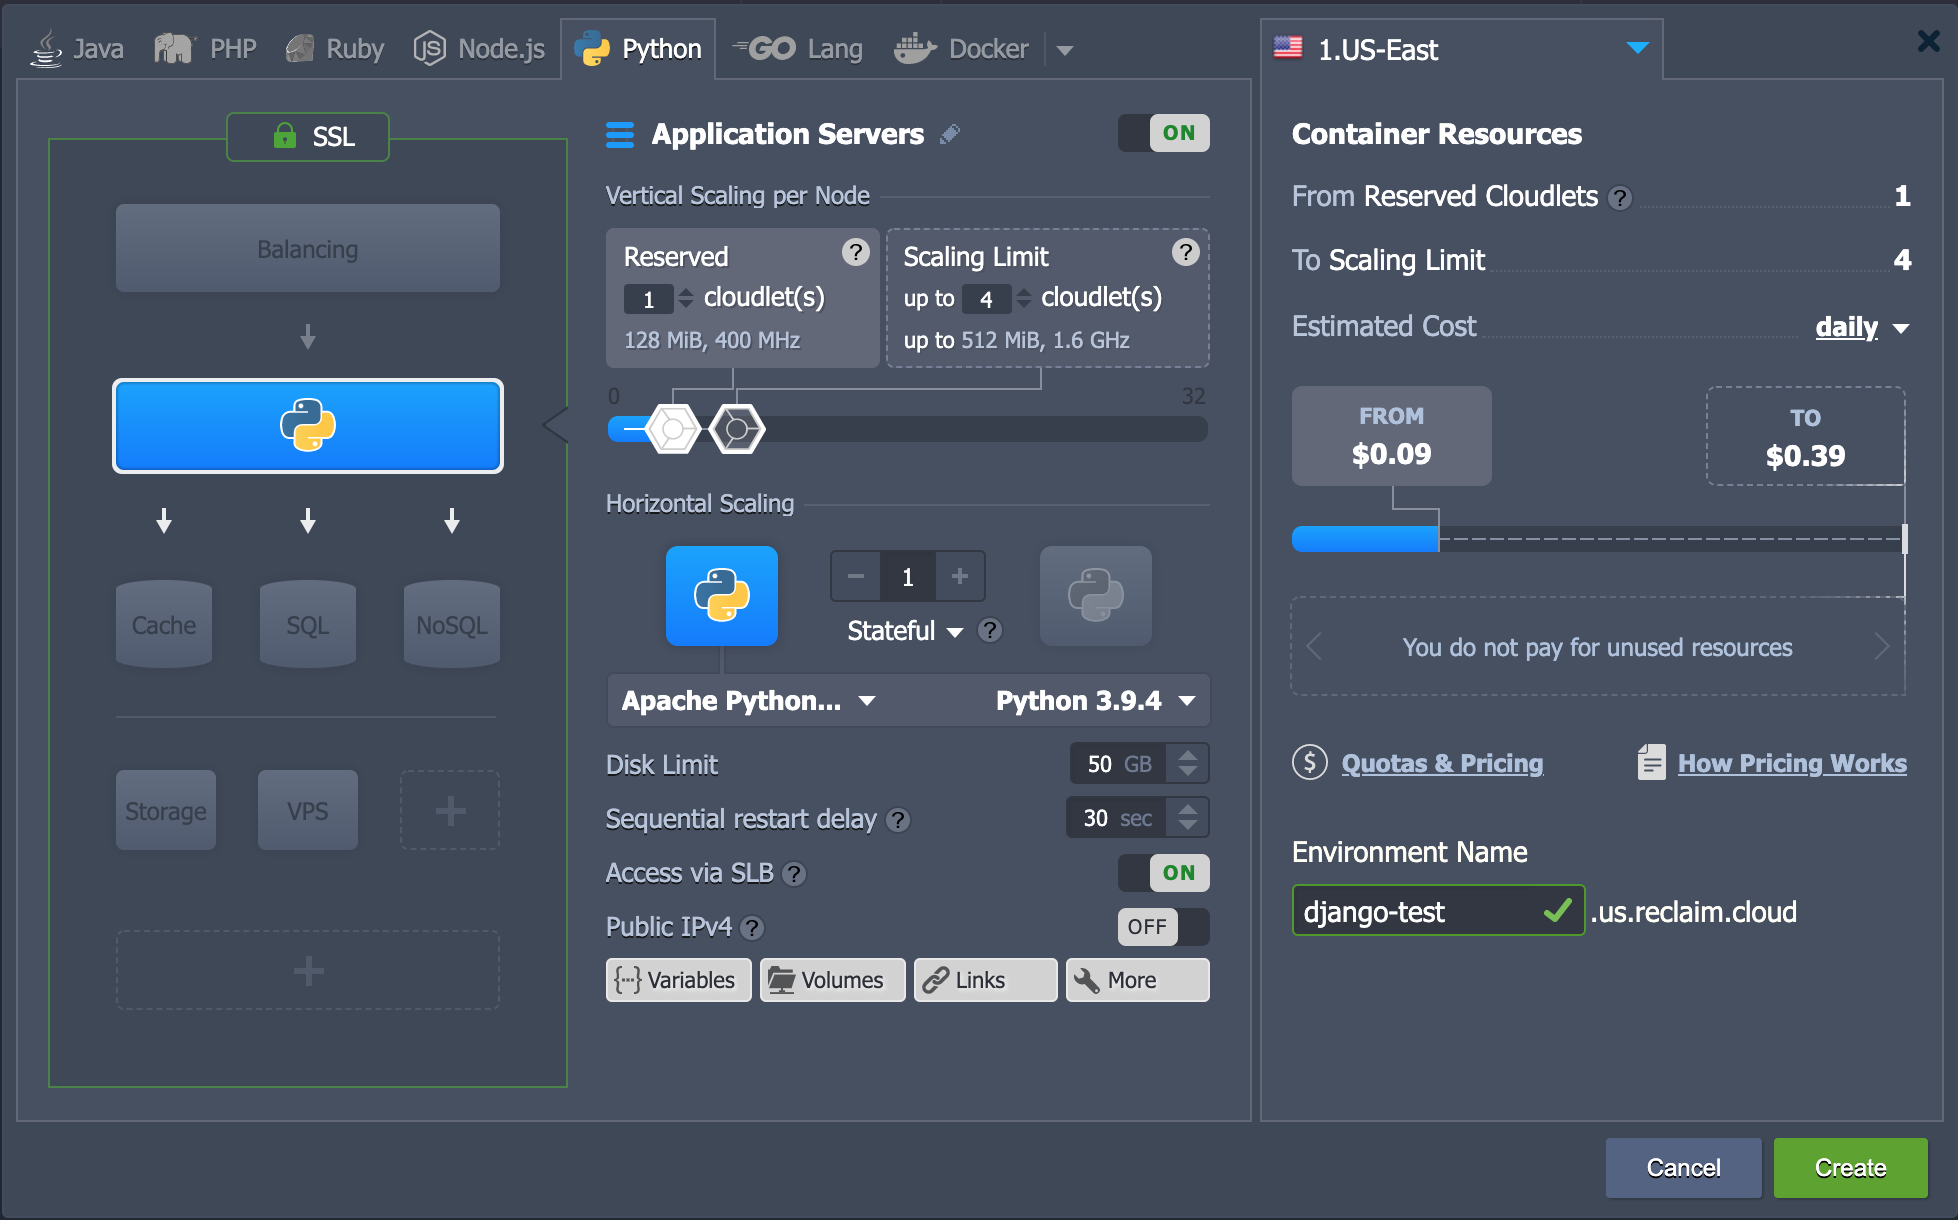 Java PHP Ruby Node.js Python GO Lang Docker
1.US-East
SSL
Balancing
Cache SQL NoSQL
Storage VPS
Application Servers ON
Vertical Scaling per Node
Reserved ?
1 cloudlet(s)
128 MiB, 400 MHz
Scaling Limit ?
up to 4 cloudlet(s)
up to 512 MiB, 1.6 GHz
0 32
Horizontal Scaling
− 1 +
Stateful ?
Apache Python... Python 3.9.4
Disk Limit 50 GB
Sequential restart delay ? 30 sec
Access via SLB ? ON
Public IPv4 ? OFF
Variables Volumes Links More
Container Resources
From Reserved Cloudlets ? 1
To Scaling Limit 4
Estimated Cost daily
FROM
$0.09
TO
$0.39
You do not pay for unused resources
$ Quotas & Pricing How Pricing Works
Environment Name
django-test .us.reclaim.cloud
Cancel Create